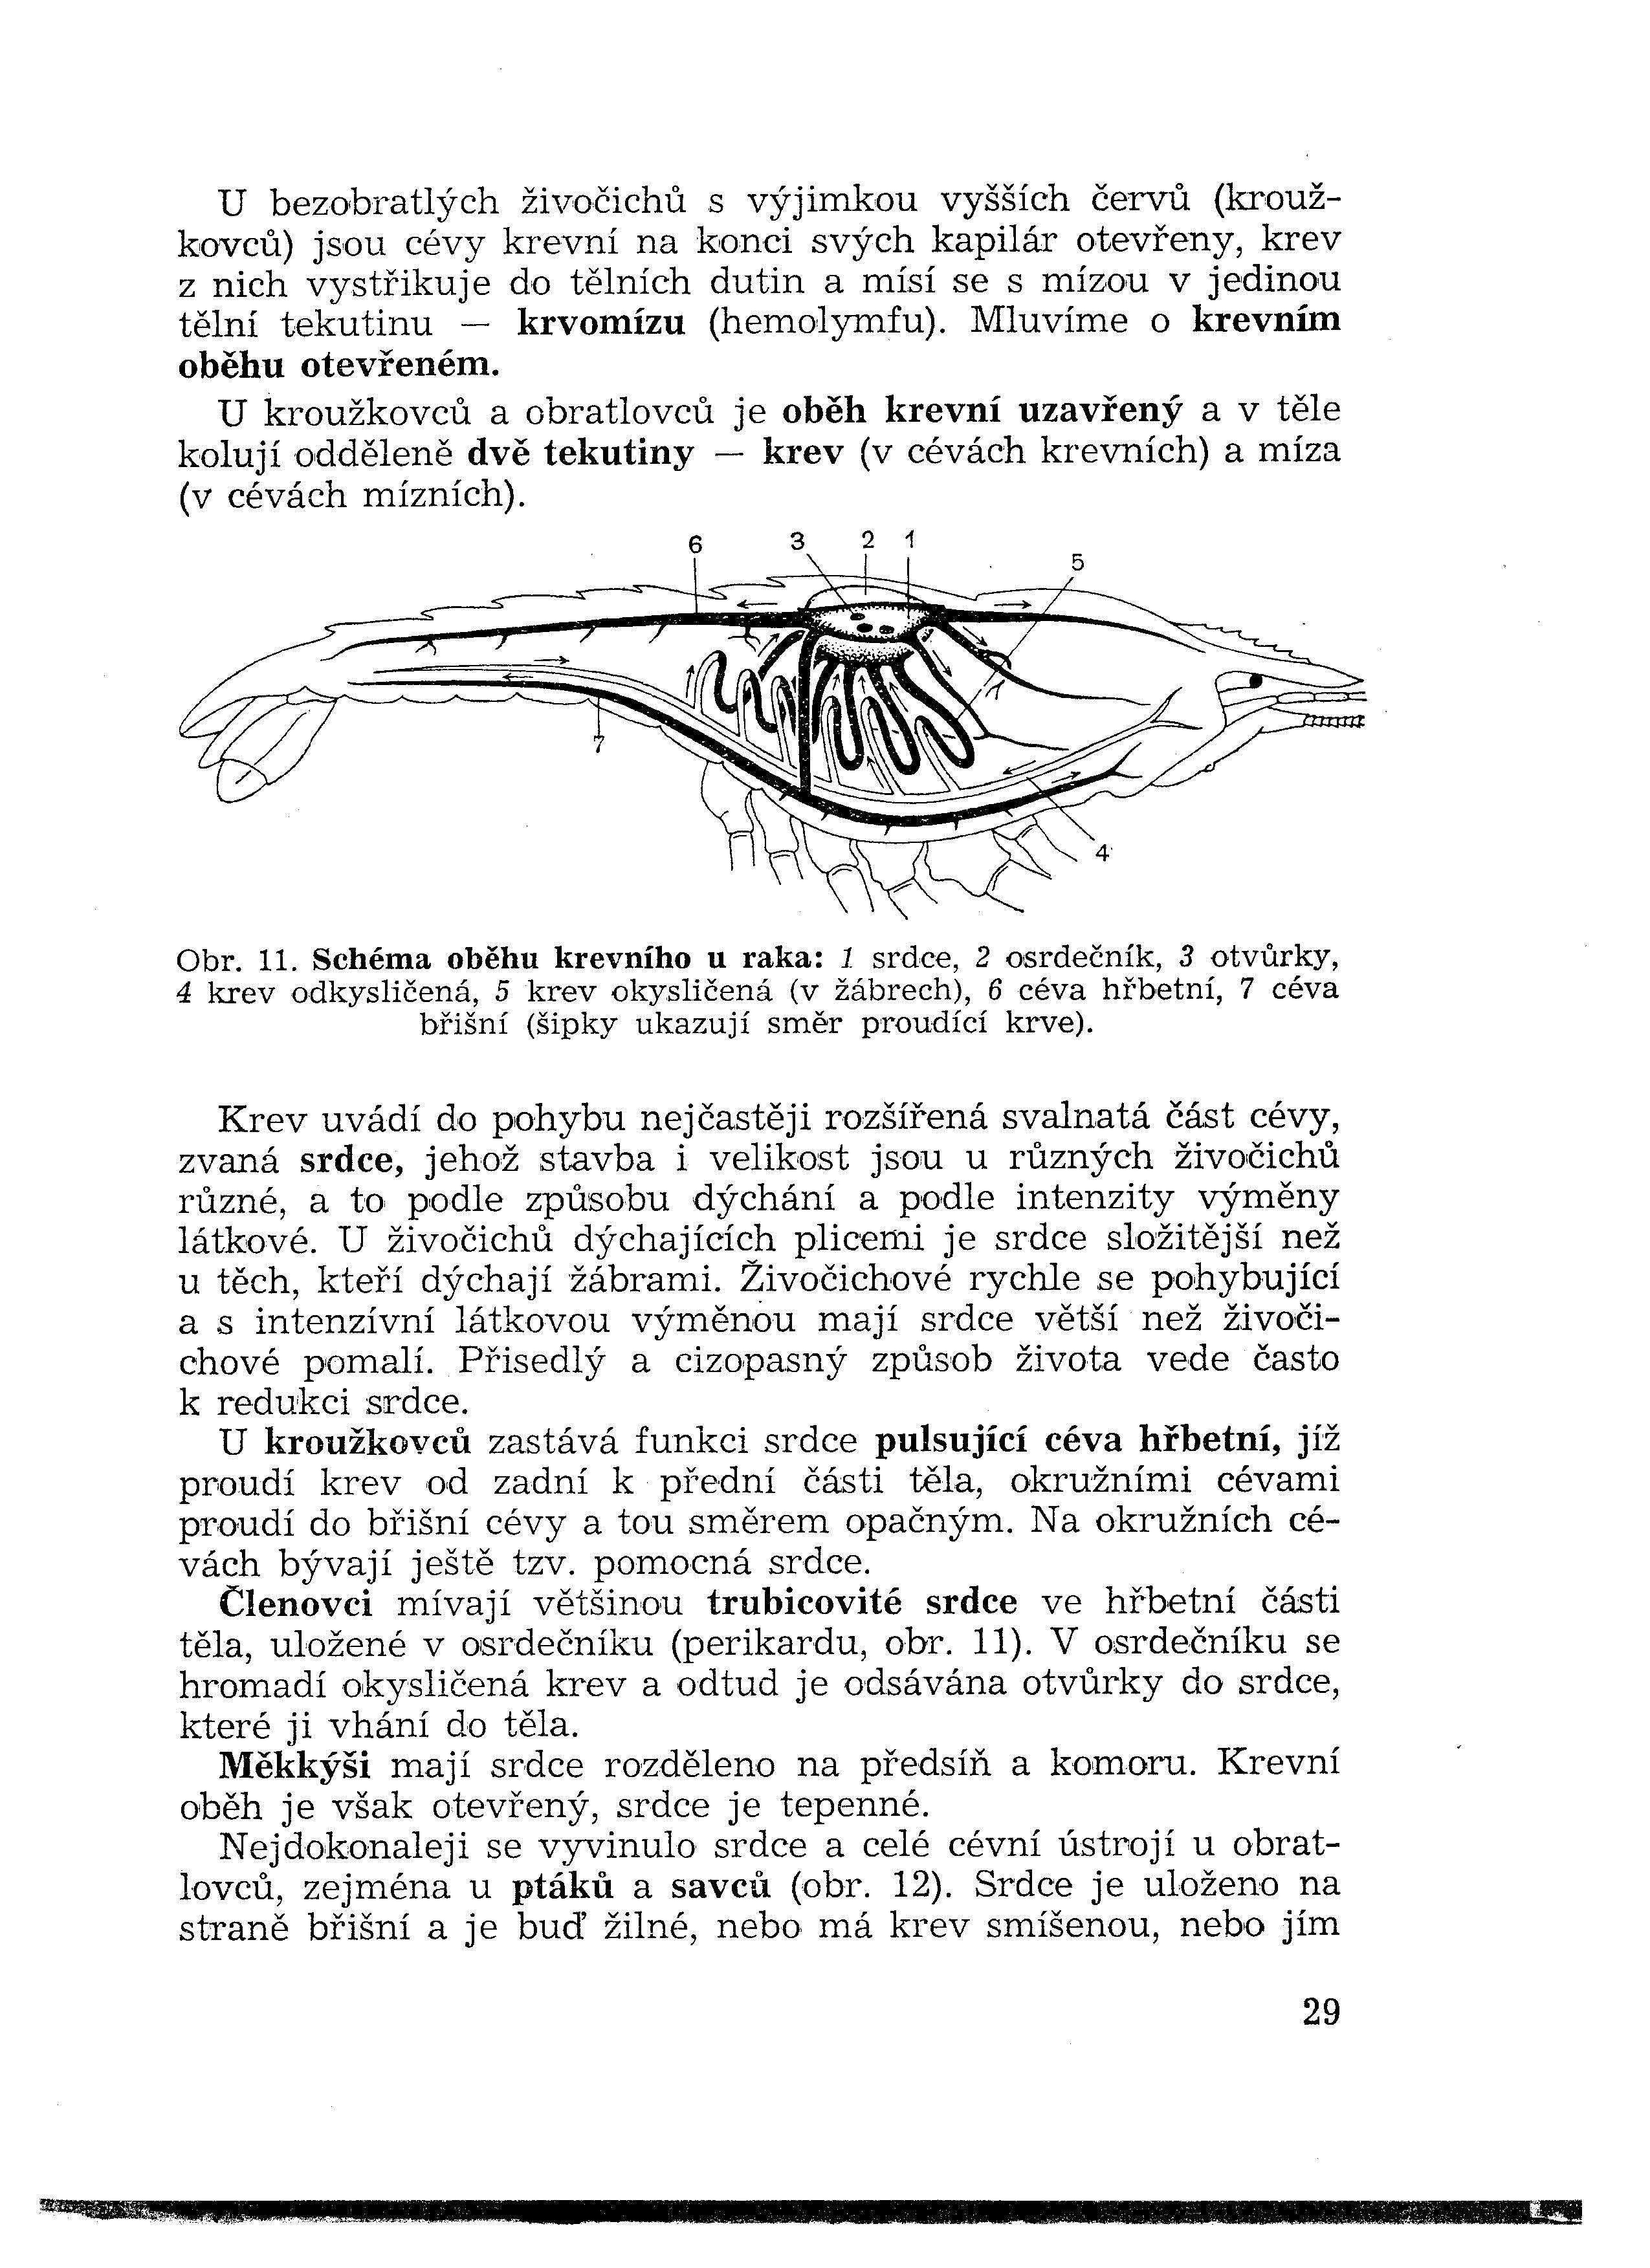 U bezobratlých živočichů s výjimkou vyšších červů (krouž-
kovců) jsou cévy krevní na konci svých kapilár otevřeny, krev
z nich vystřikuje do tělních dutin a mísí se s mízou v jedinou
tělní tekutinu — krvomízu (hemolymfu). Mluvíme o krevním
oběhu otevřeném.
U kroužkovců a obratlovců je oběh krevní uzavřený a v těle
kolují odděleně dvě tekutiny — krev (v cévách krevních) a míza
(v cévách mízních).
6 3 2 1
5
7
4
Obr. 11. Schéma oběhu krevního u raka: 1 srdce, 2 osrdečník, 3 otvůrky,
4 krev odkysličená, 5 krev okysličená (v žábrech), 6 céva hřbetní, 7 céva
břišní (šipky ukazují směr proudící krve).
Krev uvádí do pohybu nejčastěji rozšířená svalnatá část cévy,
zvaná srdce, jehož stavba i velikost jsou u různých živočichů
různé, a to podle způsobu dýchání a podle intenzity výměny
látkové. U živočichů dýchajících plicemi je srdce složitější než
u těch, kteří dýchají žábrami. Živočichové rychle se pohybující
a s intenzívní látkovou výměnou mají srdce větší než živoči-
chové pomalí. Přisedlý a cizopasný způsob života vede často
k redukci srdce.
U kroužkovců zastává funkci srdce pulsující céva hřbetní, jíž
proudí krev od zadní k přední části těla, okružními cévami
proudí do břišní cévy a tou směrem opačným. Na okružních cé-
vách bývají ještě tzv. pomocná srdce.
Členovci mívají většinou trubicovité srdce ve hřbetní části
těla, uložené v osrdečníku (perikardu, obr. 11). V osrdečníku se
hromadí okysličená krev a odtud je odsávána otvůrky do srdce,
které ji vhání do těla.
Měkkýši mají srdce rozděleno na předsíň a komoru. Krevní
oběh je však otevřený, srdce je tepenné.
Nejdokonaleji se vyvinulo srdce a celé cévní ústrojí u obrat-
lovců, zejména u ptáků a savců (obr. 12). Srdce je uloženo na
straně břišní a je buď žilné, nebo má krev smíšenou, nebo jím
29